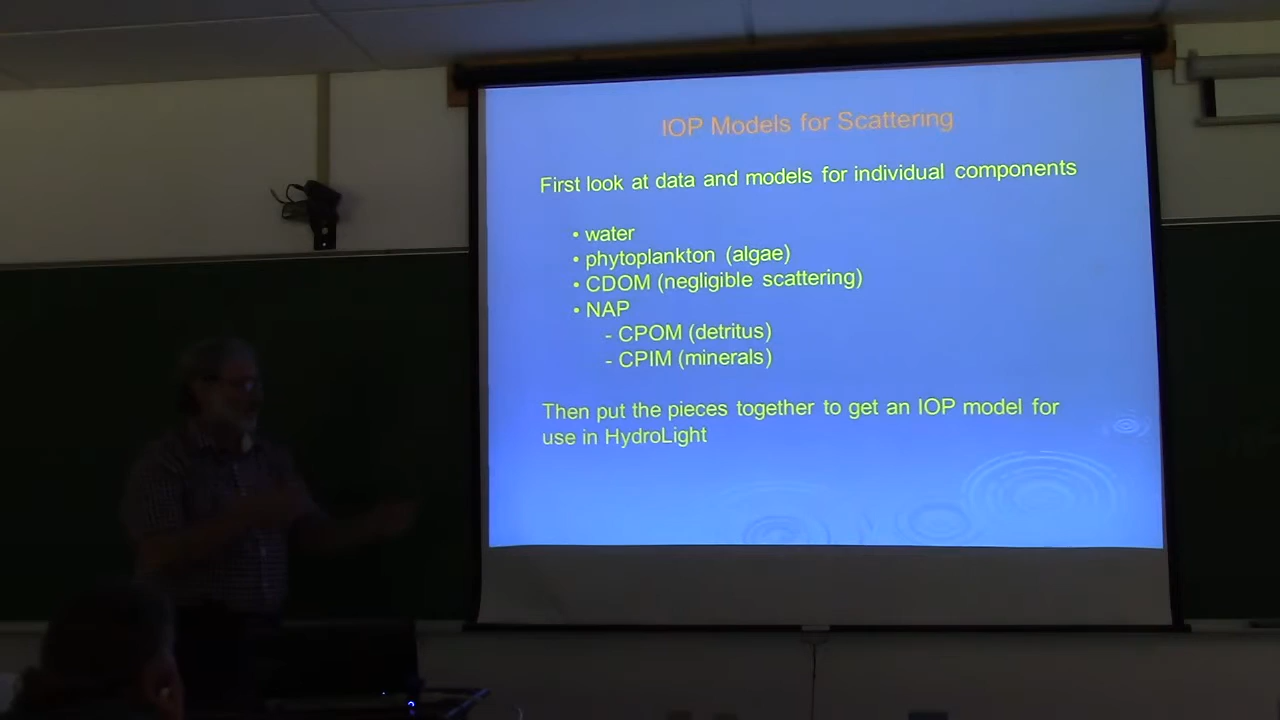 IOP Models for Scattering
First look at data and models for individual components
• water
• phytoplankton (algae)
• CDOM (negligible scattering)
• NAP
- CPOM (detritus)
- CPIM (minerals)
Then put the pieces together to get an IOP model for
use in HydroLight